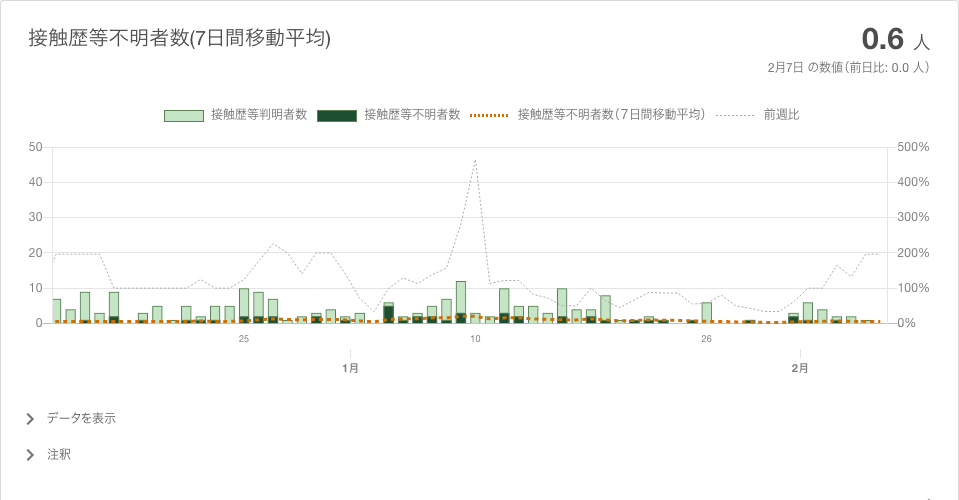 接触歴等不明者数(7日間移動平均)
0.6 人
2月7日 の数値（前日比: 0.0 人）
接触歴等判明者数 接触歴等不明者数 接触歴等不明者数（７日間移動平均） 前週比
50 500%
40 400%
30 300%
20 200%
10 100%
0 0%
25 10 26
1月 2月
データを表示
注釈